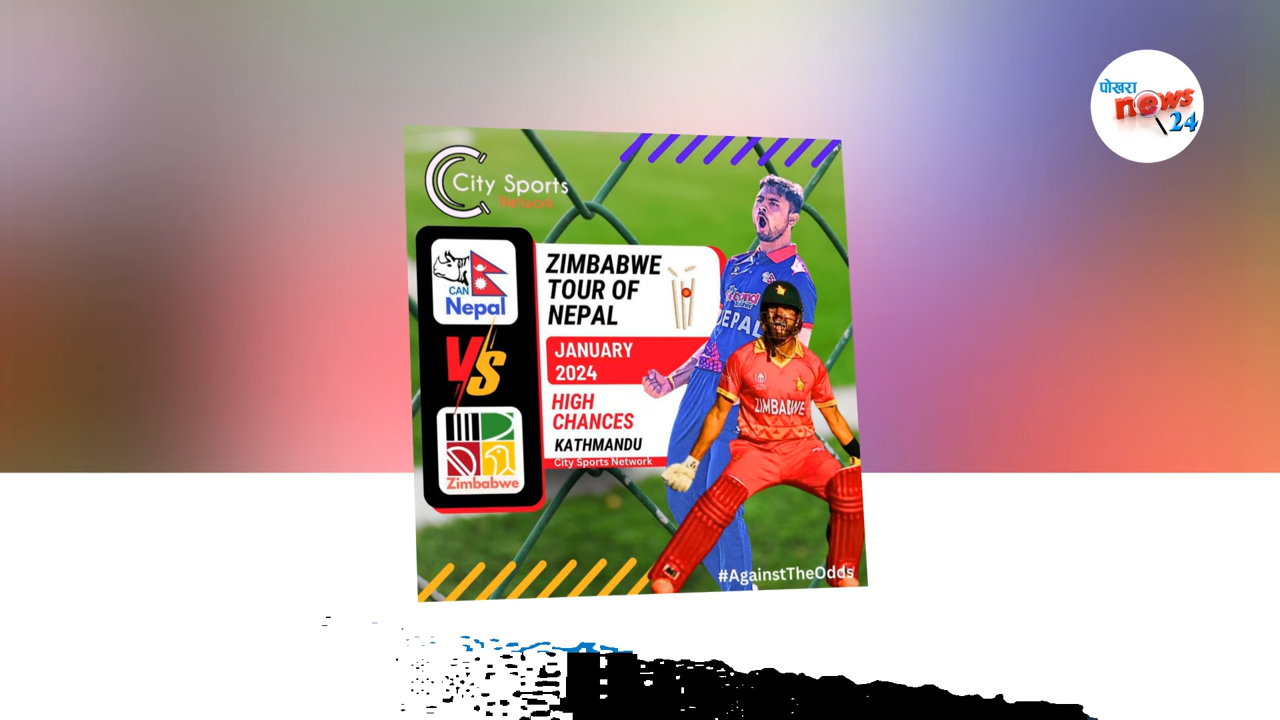 पोखरा
news
24
City Sports
Network
CAN
Nepal
VS
Zimbabwe
ZIMBABWE
TOUR OF
NEPAL
JANUARY
2024
HIGH
CHANCES
KATHMANDU
City Sports Network
NEPAL
ZIMBABWE
#AgainstTheOdds